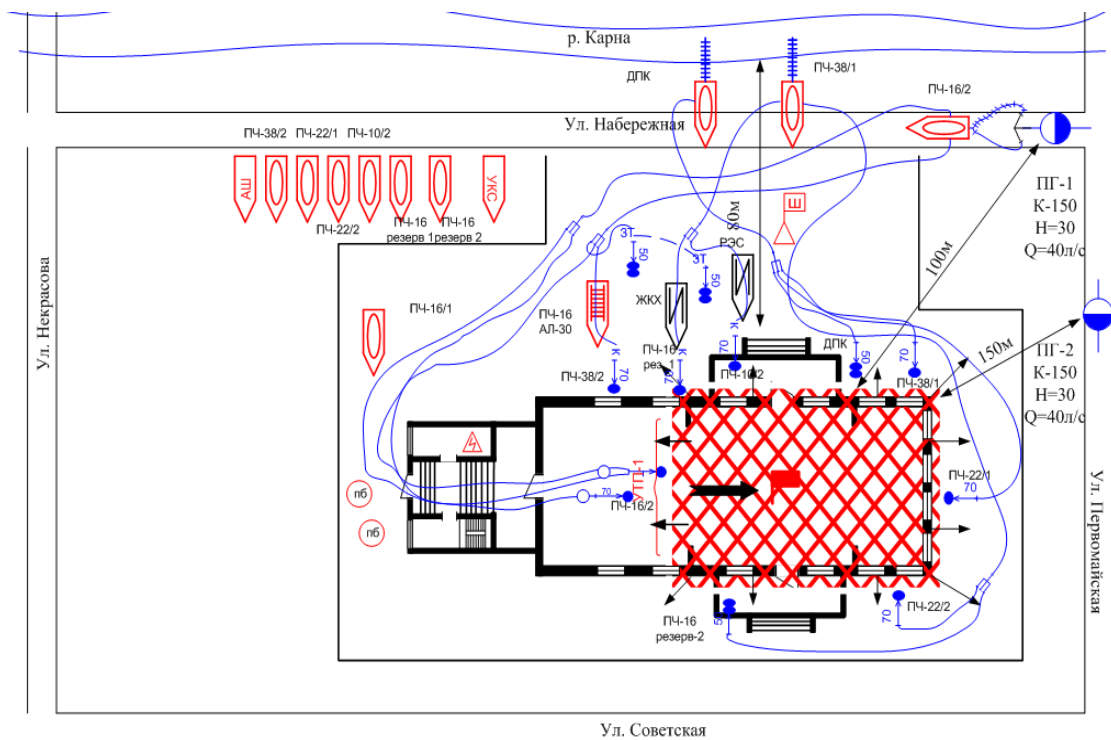 р. Карна
ДПК
ПЧ-38/1
ПЧ-16/2
Ул. Набережная
ПЧ-38/2
ПЧ-22/1
ПЧ-10/2
АШ
УКС
ПЧ-22/2
ПЧ-16
резерв 1
ПЧ-16
резерв 2
Е
80м
100м
ПГ-1
К-150
Н=30
Q=40л/с
3Т
50
3Т
50
РЭС
ЖКХ
ПЧ-16/1
ПЧ-16
АЛ-30
К
70
К
70
К
70
ПЧ-16
рез. 1
ДПК
50
70
150м
ПГ-2
К-150
Н=30
Q=40л/с
ПЧ-38/2
ПЧ-10/2
ПЧ-38/1
Ул. Некрасова
УТП-1
70
ПЧ-16/2
ПЧ-22/1
70
пб
пб
Ул. Первомайская
5
70
ПЧ-22/2
ПЧ-16
резерв-2
Ул. Советская